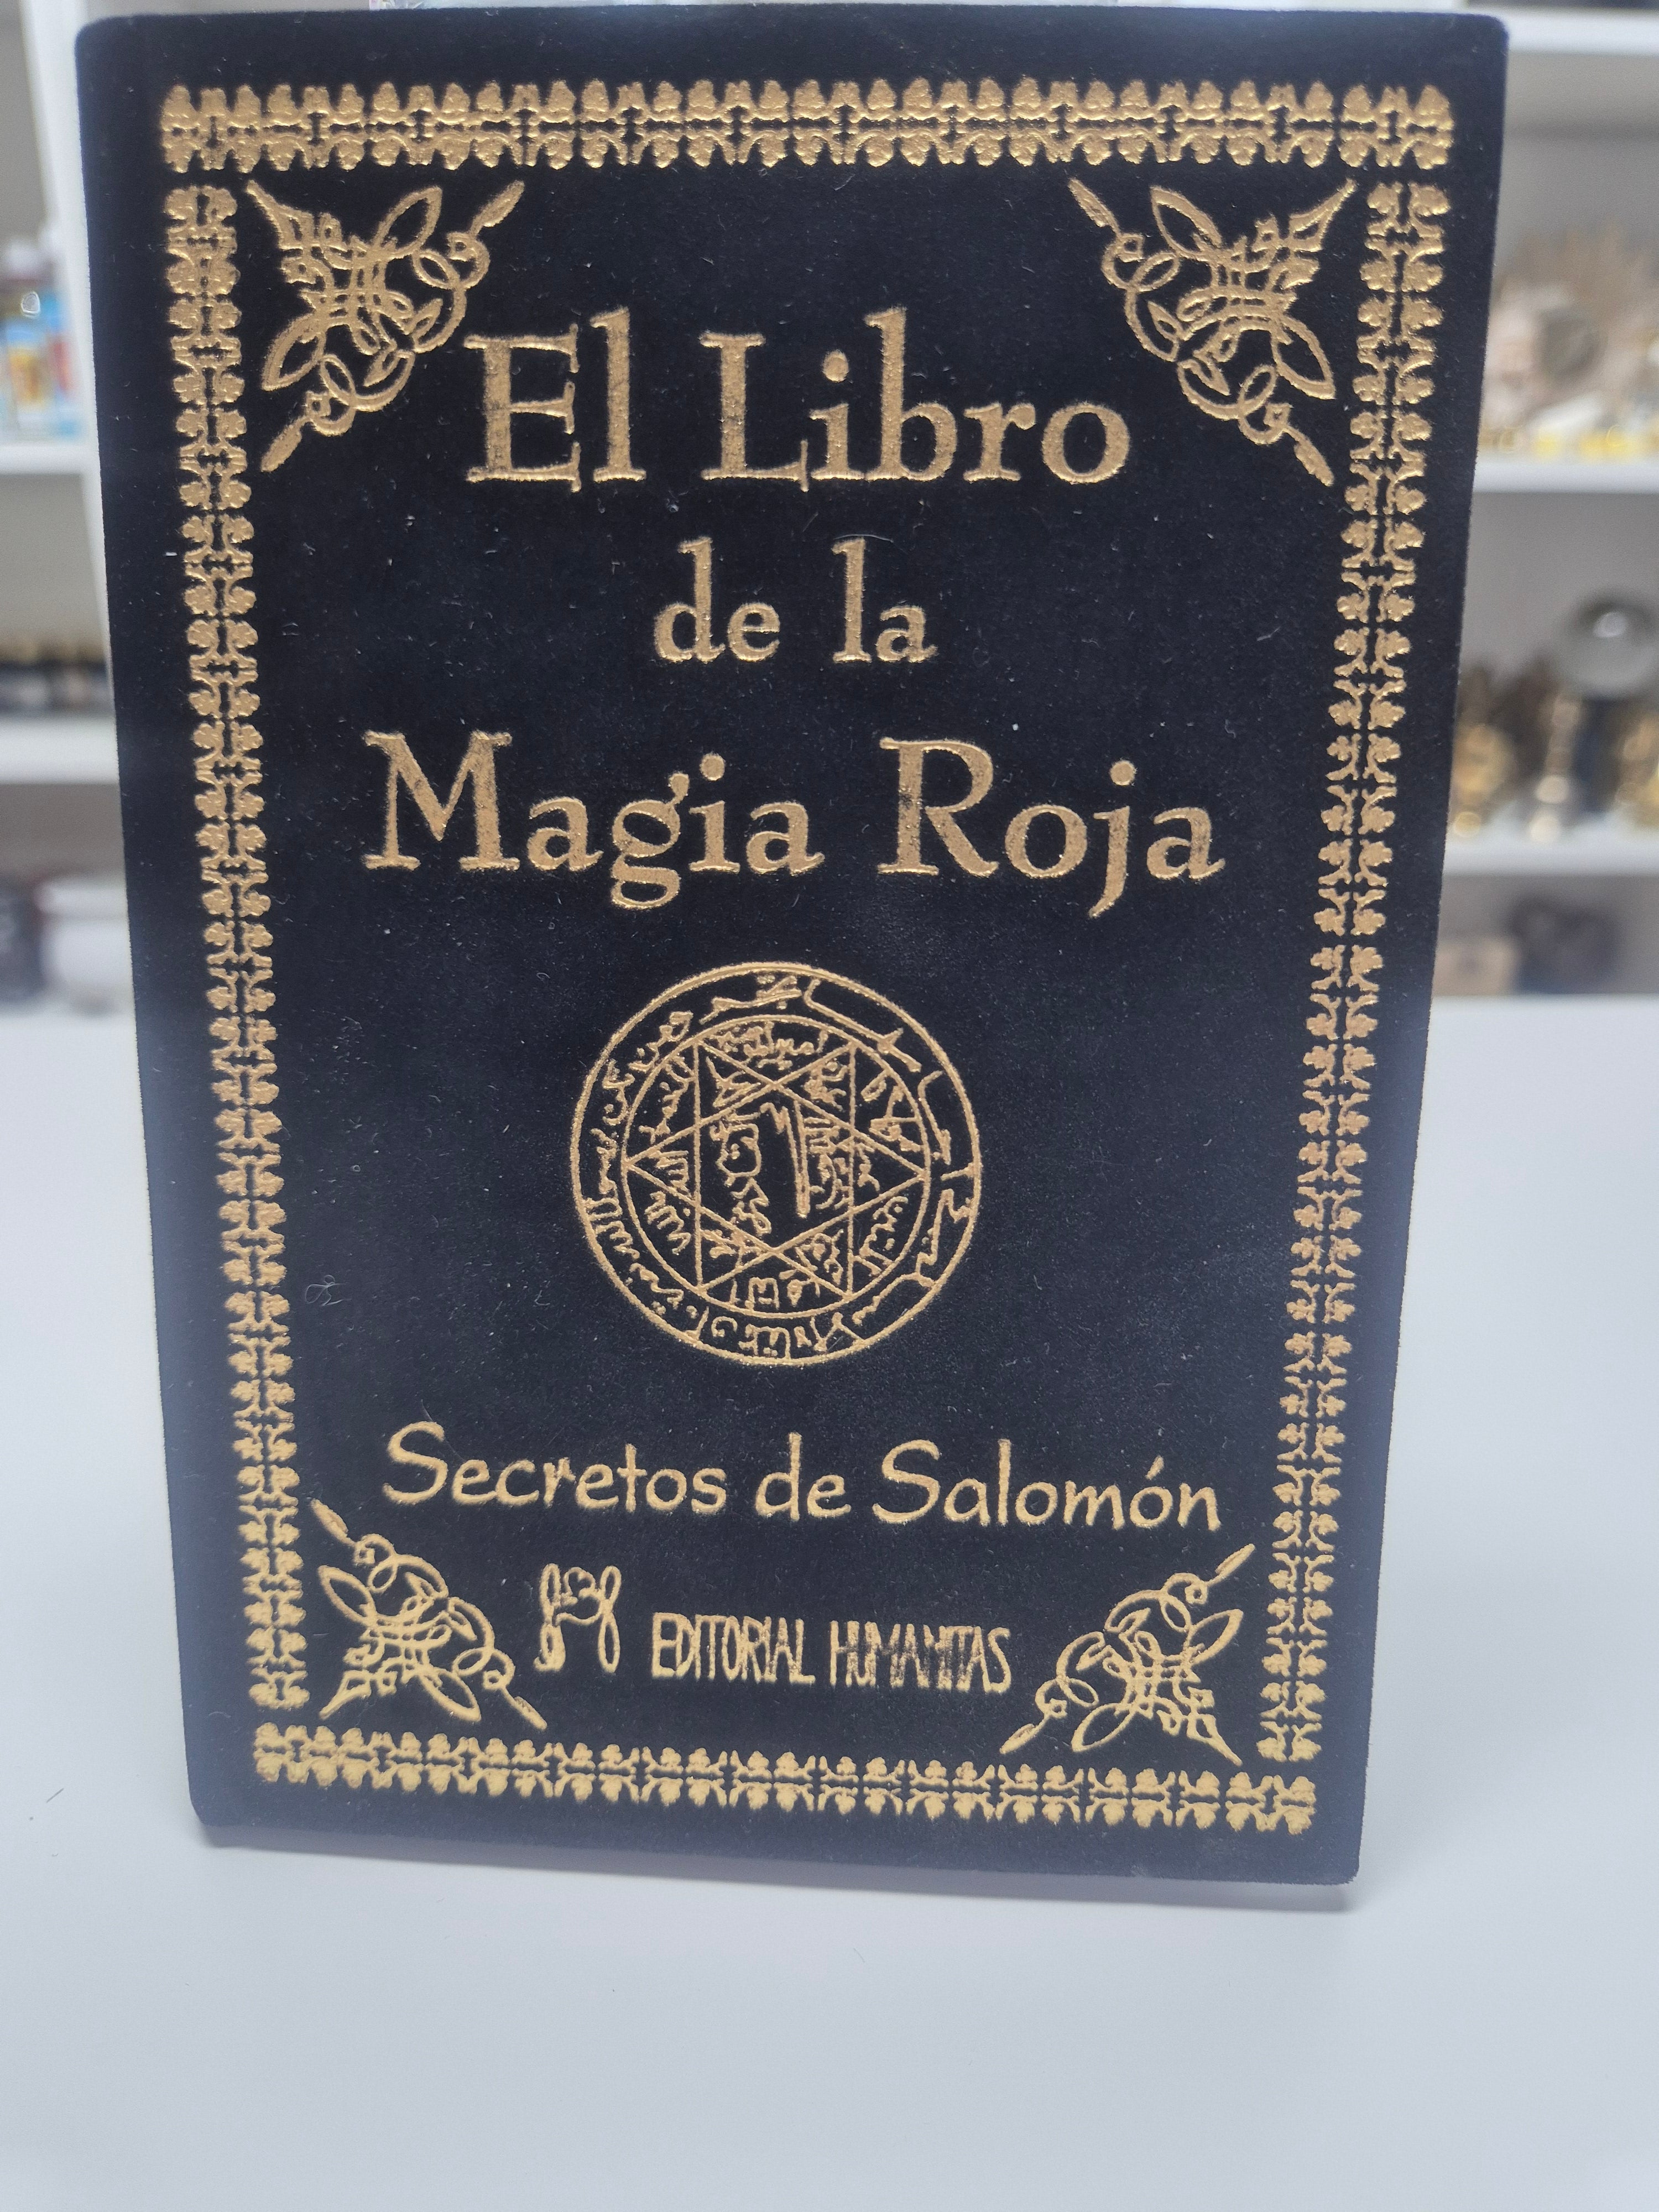 El Libro
de la
Magia Roja
Secretos de Salomón
EDITORIAL HUMANITAS